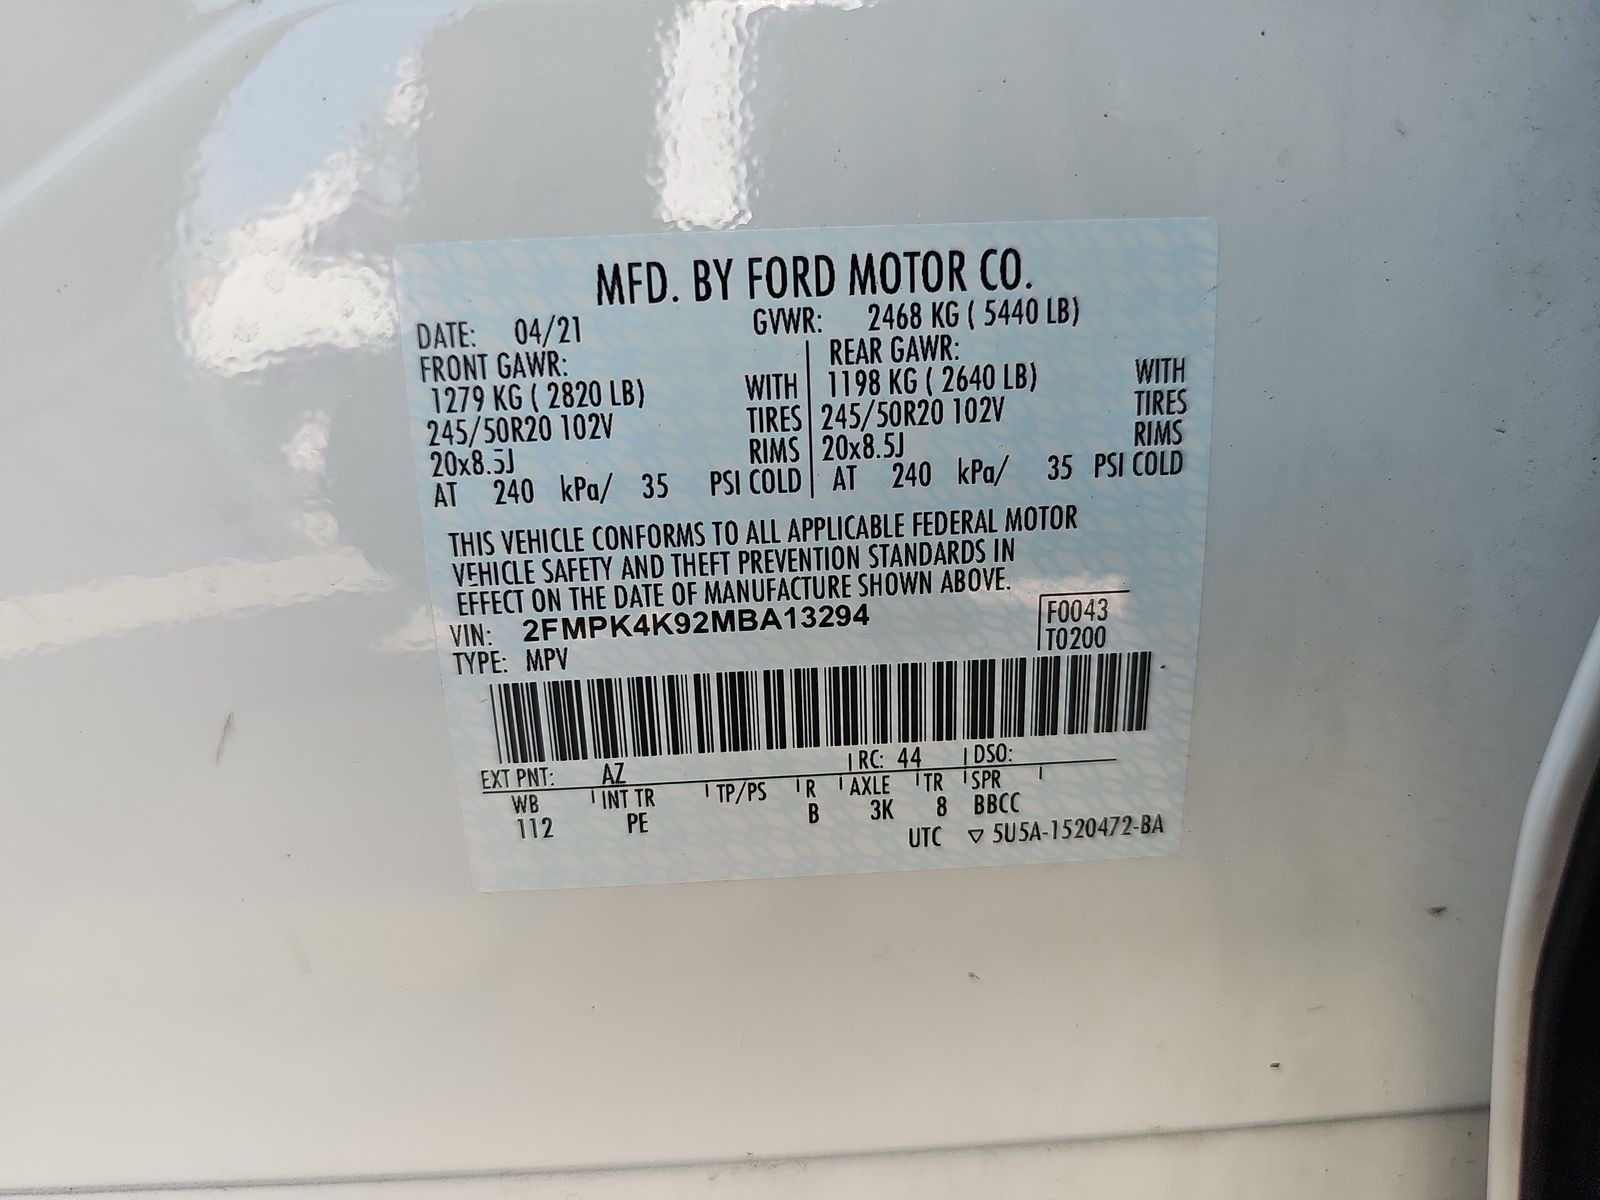 MFD. BY FORD MOTOR CO.
DATE: 04/21 GVWR: 2468 KG ( 5440 LB)
FRONT GAWR: REAR GAWR:
1279 KG ( 2820 LB) WITH 1198 KG ( 2640 LB) WITH
245/50R20 102V TIRES 245/50R20 102V TIRES
20x8.5J RIMS 20x8.5J RIMS
AT 240 kPa/ 35 PSI COLD AT 240 kPa/ 35 PSI COLD
THIS VEHICLE CONFORMS TO ALL APPLICABLE FEDERAL MOTOR
VEHICLE SAFETY AND THEFT PREVENTION STANDARDS IN
EFFECT ON THE DATE OF MANUFACTURE SHOWN ABOVE.
VIN: 2FMPK4K92MBA13294 F0043
TYPE: MPV T0200
EXT PNT: AZ RC: 44 DSO:
WB INT TR TP/PS R AXLE TR SPR
112 PE B 3K 8 BBCC
UTC ▽ 5U5A-1520472-BA